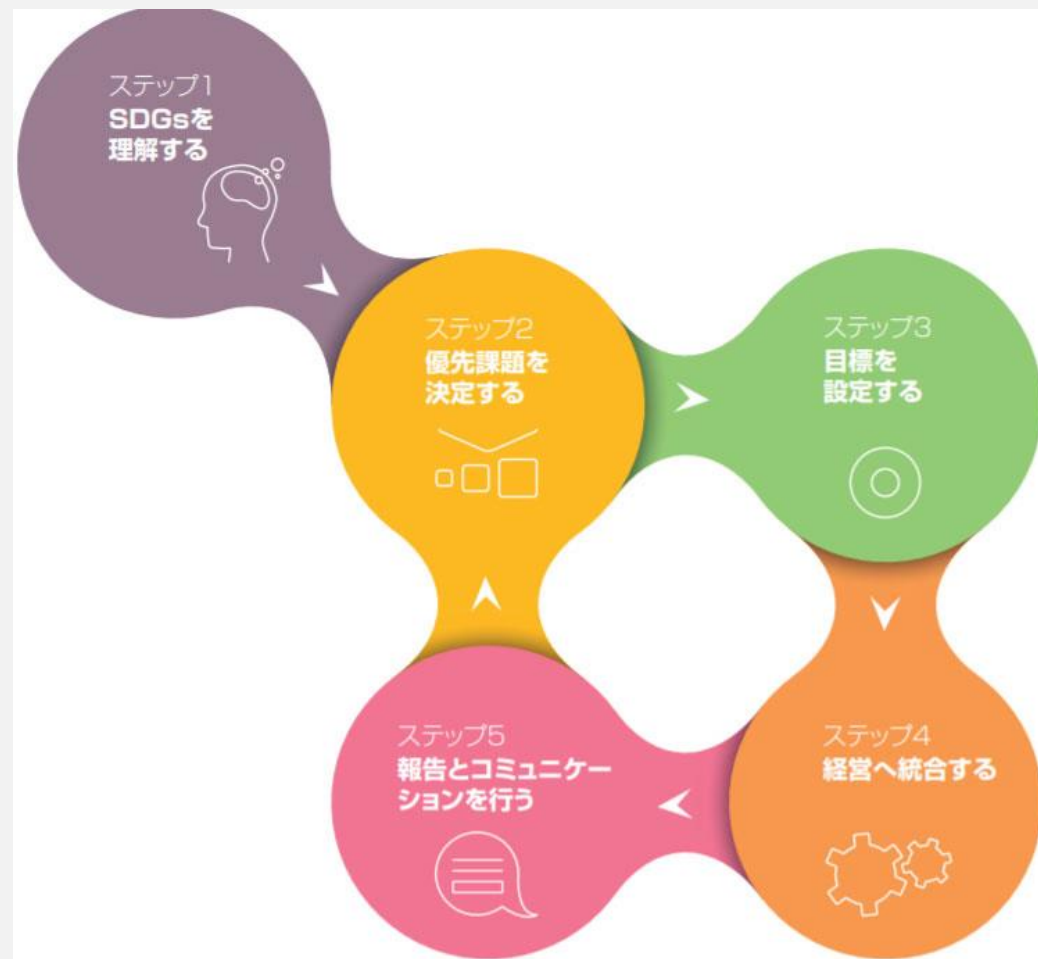 ステップ1
SDGsを
理解する
ステップ2
優先課題を
決定する
ステップ3
目標を
設定する
ステップ4
経営へ統合する
ステップ5
報告とコミュニケー
ションを行う